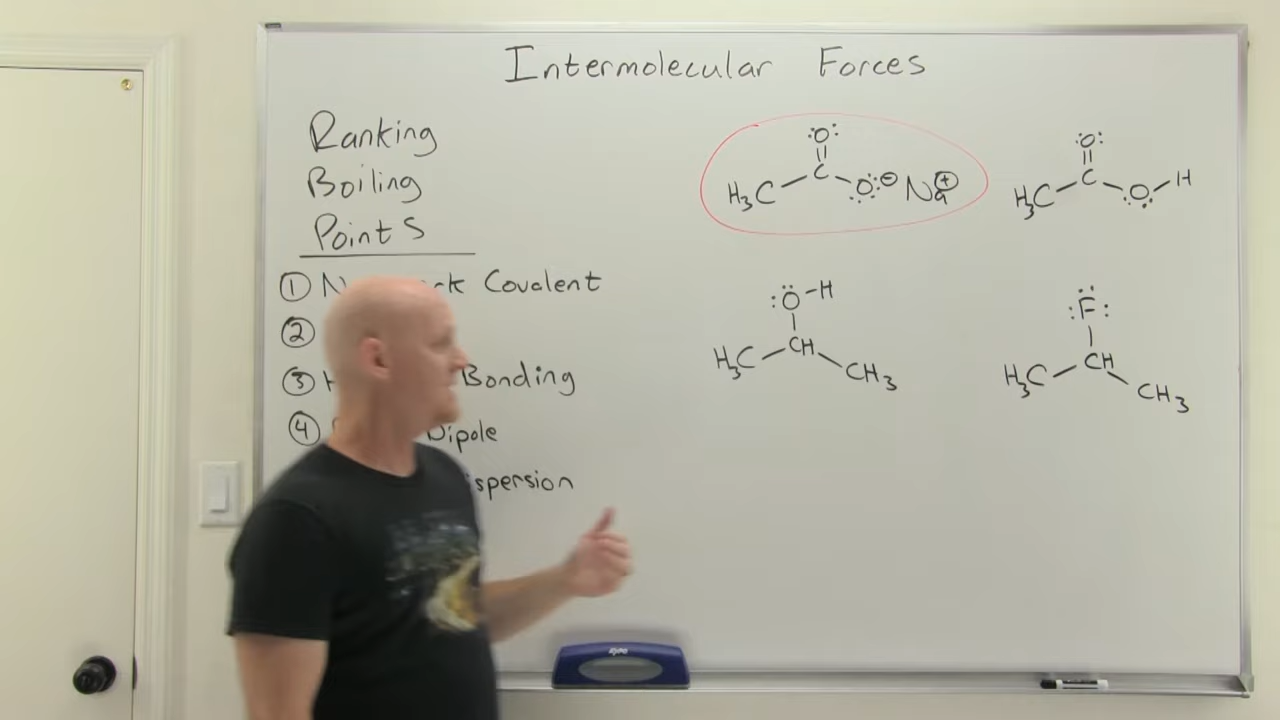 Intermolecular Forces
Ranking
Boiling
Points
① Covalent
②
③ Bonding
④ Dipole
ispersion
O
H₃C C O⊖ Na⊕
O
H₃C C O H
O-H
H₃C CH CH₃
F
H₃C CH CH₃